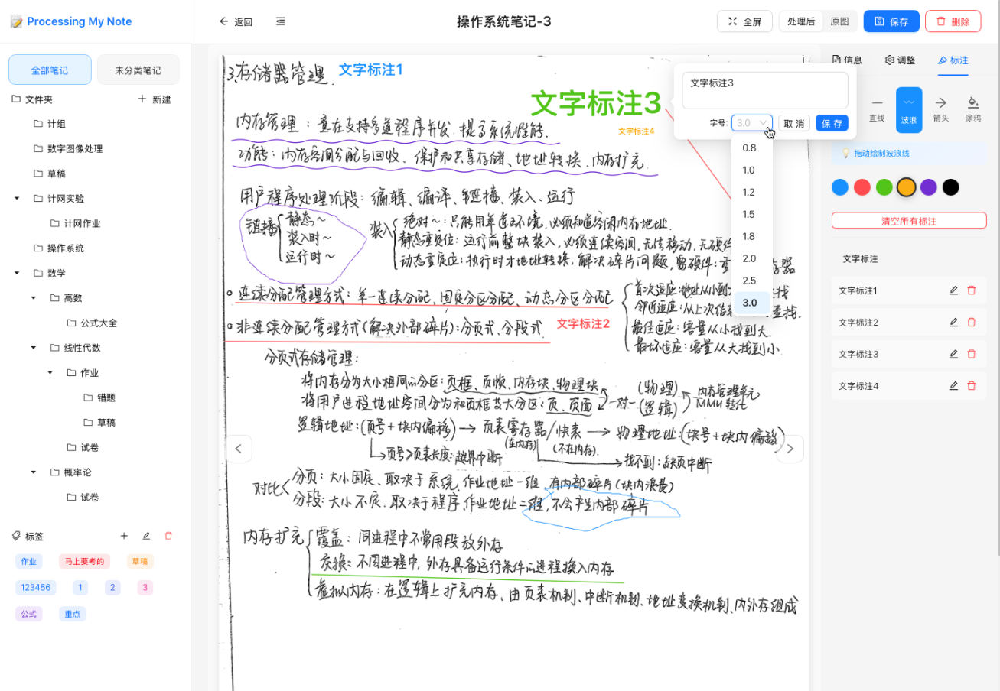 Processing My Note
返回
操作系统笔记-3
全屏
处理后
原图
保存
删除
全部笔记
未分类笔记
文件夹
新建
计组
数字图像处理
草稿
计网实验
计网作业
操作系统
数学
高数
公式大全
线性代数
作业
错题
草稿
试卷
概率论
试卷
标签
作业
马上要考的
草稿
123456
1
2
3
公式
重点
3.存储器管理.
文字标注1
文字标注3
文字标注4
内存管理：意在支持多道程序并发.提高系统性能.
功能：内存空间分配与回收、保护和共享存储、地址转换、内存扩充.
用户程序处理阶段：编辑、编译、链接、装入、运行
链接
静态～
装入时～
运行时～
装入
绝对～：只能用单道环境，必须知道空闲内存地址.
静态重定位：运行前整块装入，必须连续空间，无法移动，无硬件
动态重定位：执行时才地址转换，解决碎片问题，需硬件：重
存器
连续分配管理方式：单一连续分配、固定分区分配、动态分区分配
首次适应：地址从小到大
找
邻近适应：从上次结束
查找.
最佳适应：容量从小找到大.
最坏适应：容量从大找到小.
非连续分配管理方式(解决外部碎片)：分页式、分段式.
文字标注2
分页式存储管理：
将内存分为大小相同的分区：页框、页帧、内存块、物理块
将用户进程地址空间分为和页框等大分区：页、页面
一对一
(物理)
(逻辑)
内存管理单元
MMU 转化
逻辑地址：(页号+块内偏移)→页表寄存器/快表→物理地址：(块号+块内偏移)
(在内存)
(不在内存).
页号≥页表长度：越界中断
找不到：缺页中断
对比
分页：大小固定、取决于系统、作业地址一维，有内部碎片(块内浪费)
分段：大小不定.取决于程序、作业地址二维，不会产生内部碎片
内存扩充
覆盖：同进程中不常用段放外存
交换：不同进程中，外存具备运行条件的进程换入内存
虚拟内存：在逻辑上扩充内存、由页表机制、中断机制、地址变换机制、内外存组成
文字标注3
字号:
3.0
取 消
保 存
0.8
1.0
1.2
1.5
1.8
2.0
2.5
3.0
信息
调整
标注
直线
波浪
箭头
涂鸦
拖动绘制波浪线
清空所有标注
文字标注
文字标注1
文字标注2
文字标注3
文字标注4